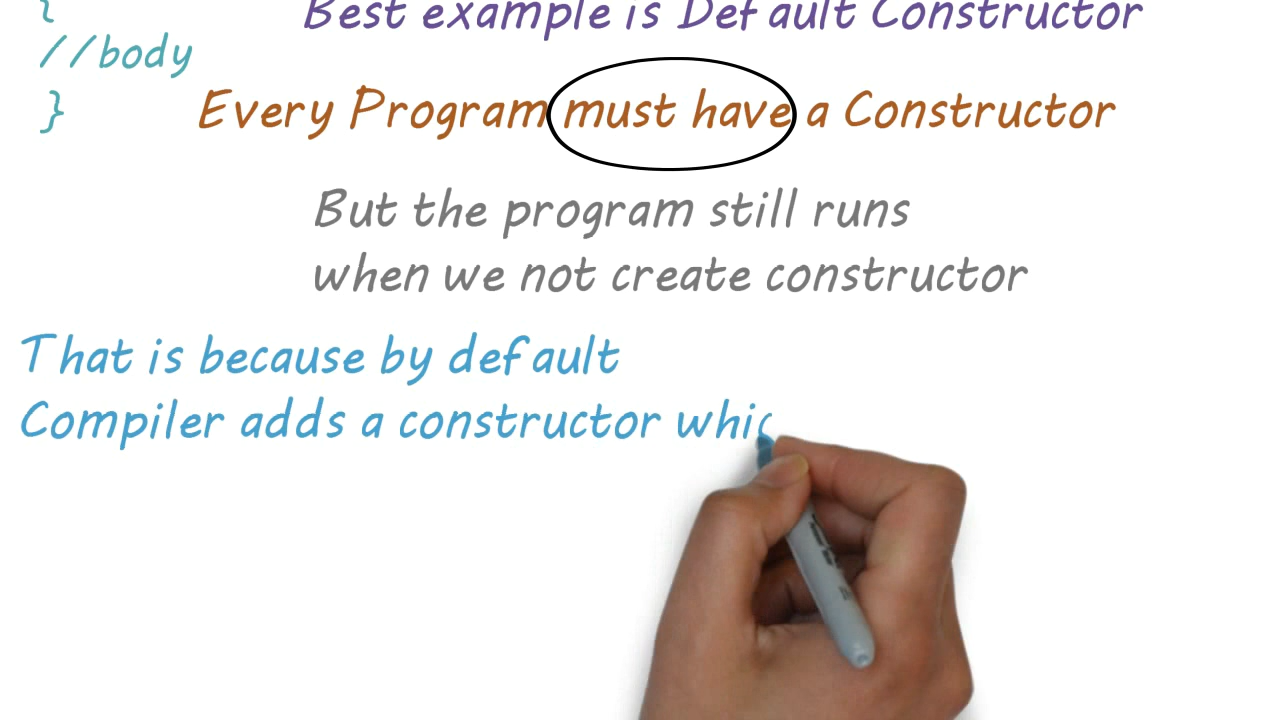 {
Best example is Default Constructor
//body
}
Every Program must have a Constructor
But the program still runs
when we not create constructor
That is because by default
Compiler adds a constructor whic